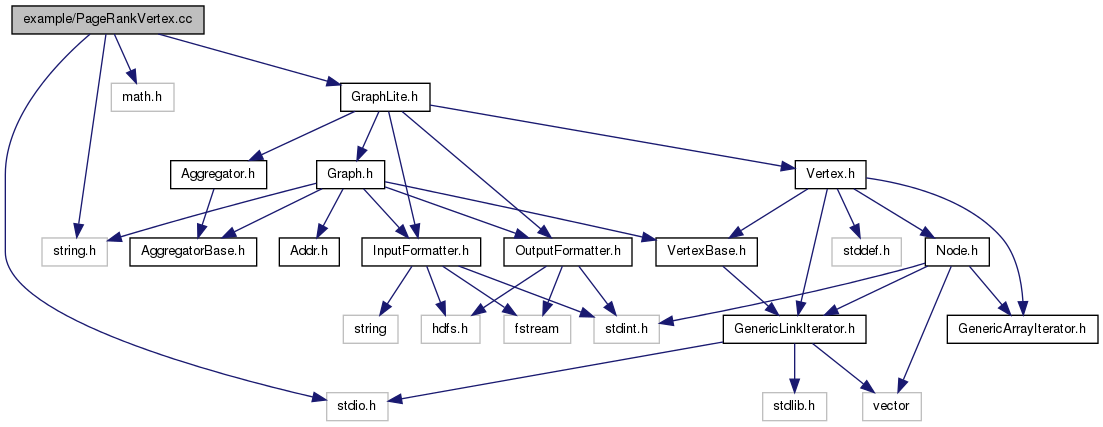 example/PageRankVertex.cc
math.h
GraphLite.h
Aggregator.h
Graph.h
Vertex.h
string.h
AggregatorBase.h
Addr.h
InputFormatter.h
OutputFormatter.h
VertexBase.h
stddef.h
Node.h
string
hdfs.h
fstream
stdint.h
GenericLinkIterator.h
GenericArrayIterator.h
stdio.h
stdlib.h
vector